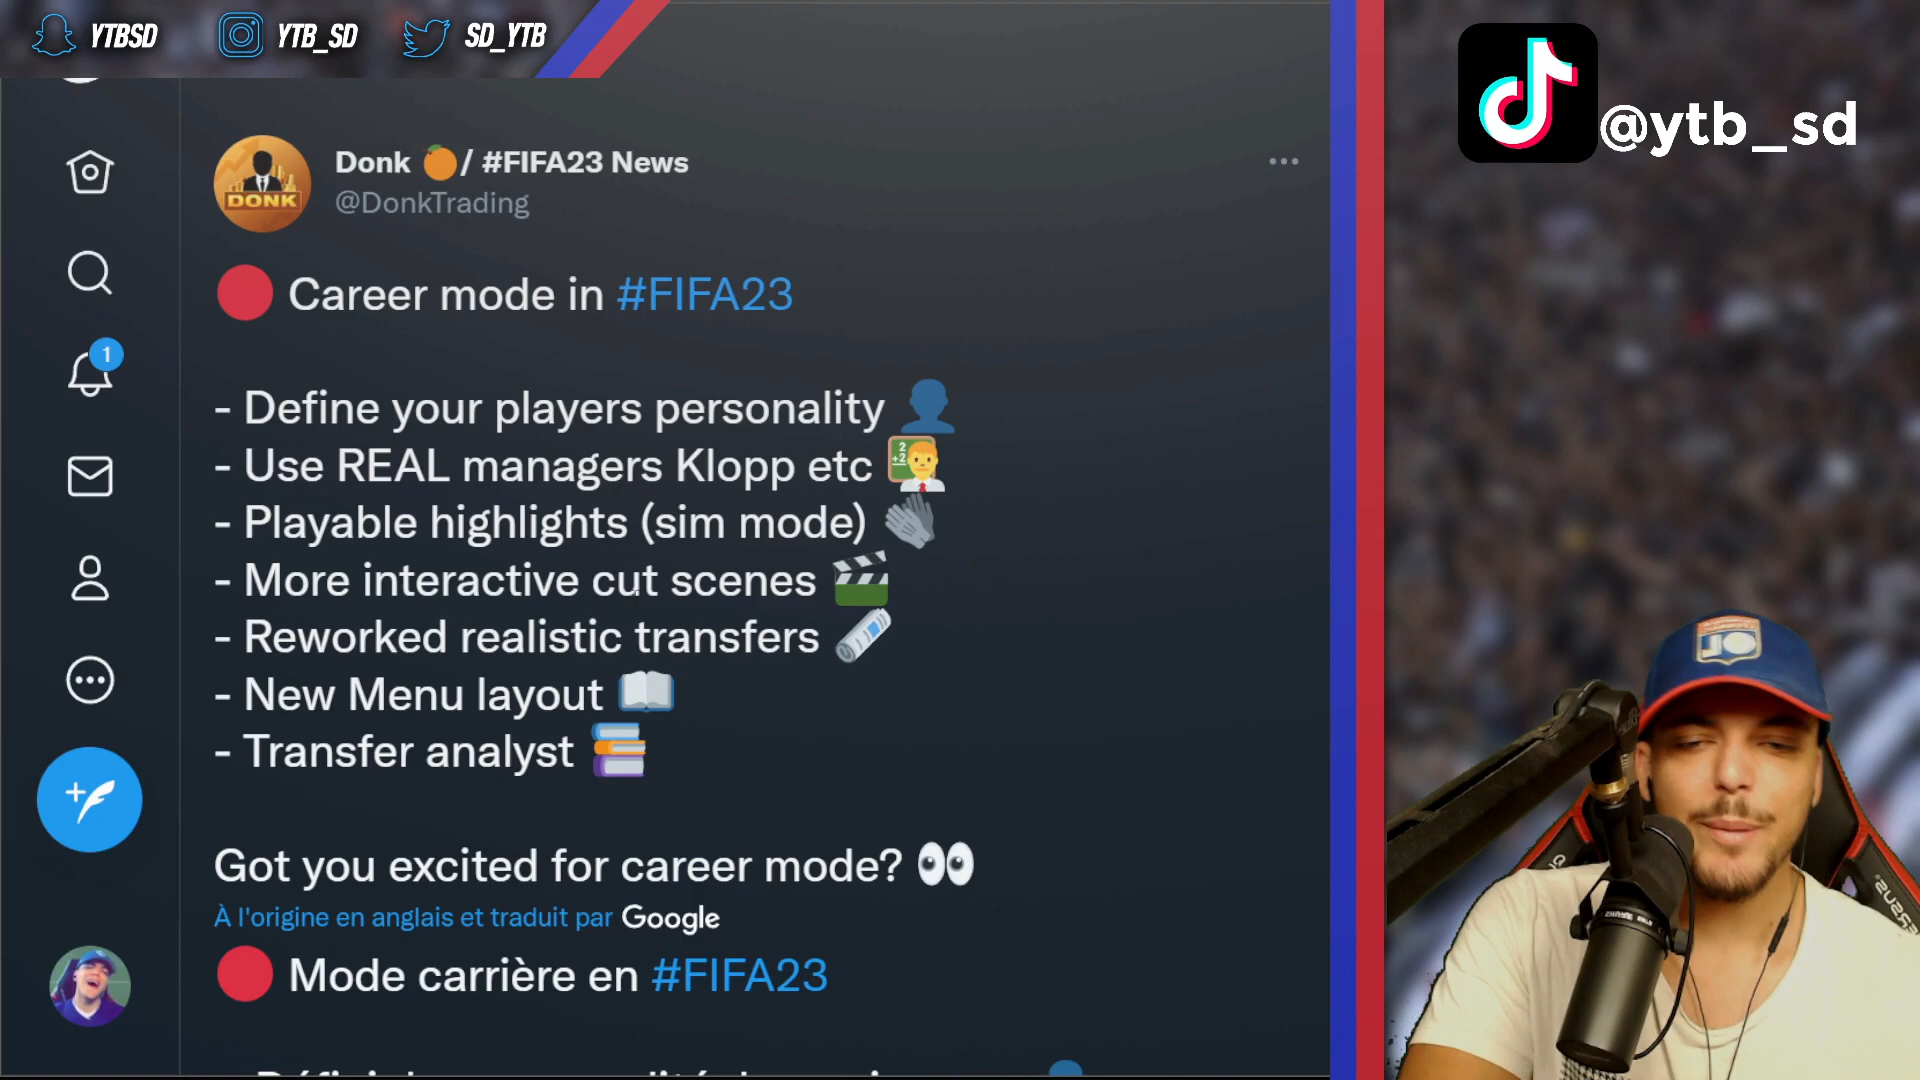 YTBSD YTB_SD SD_YTB
@ytb_sd
Donk 🍊/ #FIFA23 News
@DonkTrading
DONK
🔴 Career mode in #FIFA23
- Define your players personality 👤
- Use REAL managers Klopp etc 👨‍🏫
- Playable highlights (sim mode) 👏
- More interactive cut scenes 🎬
- Reworked realistic transfers 🗞️
- New Menu layout 📖
- Transfer analyst 📚
Got you excited for career mode? 👀
À l'origine en anglais et traduit par Google
🔴 Mode carrière en #FIFA23
1